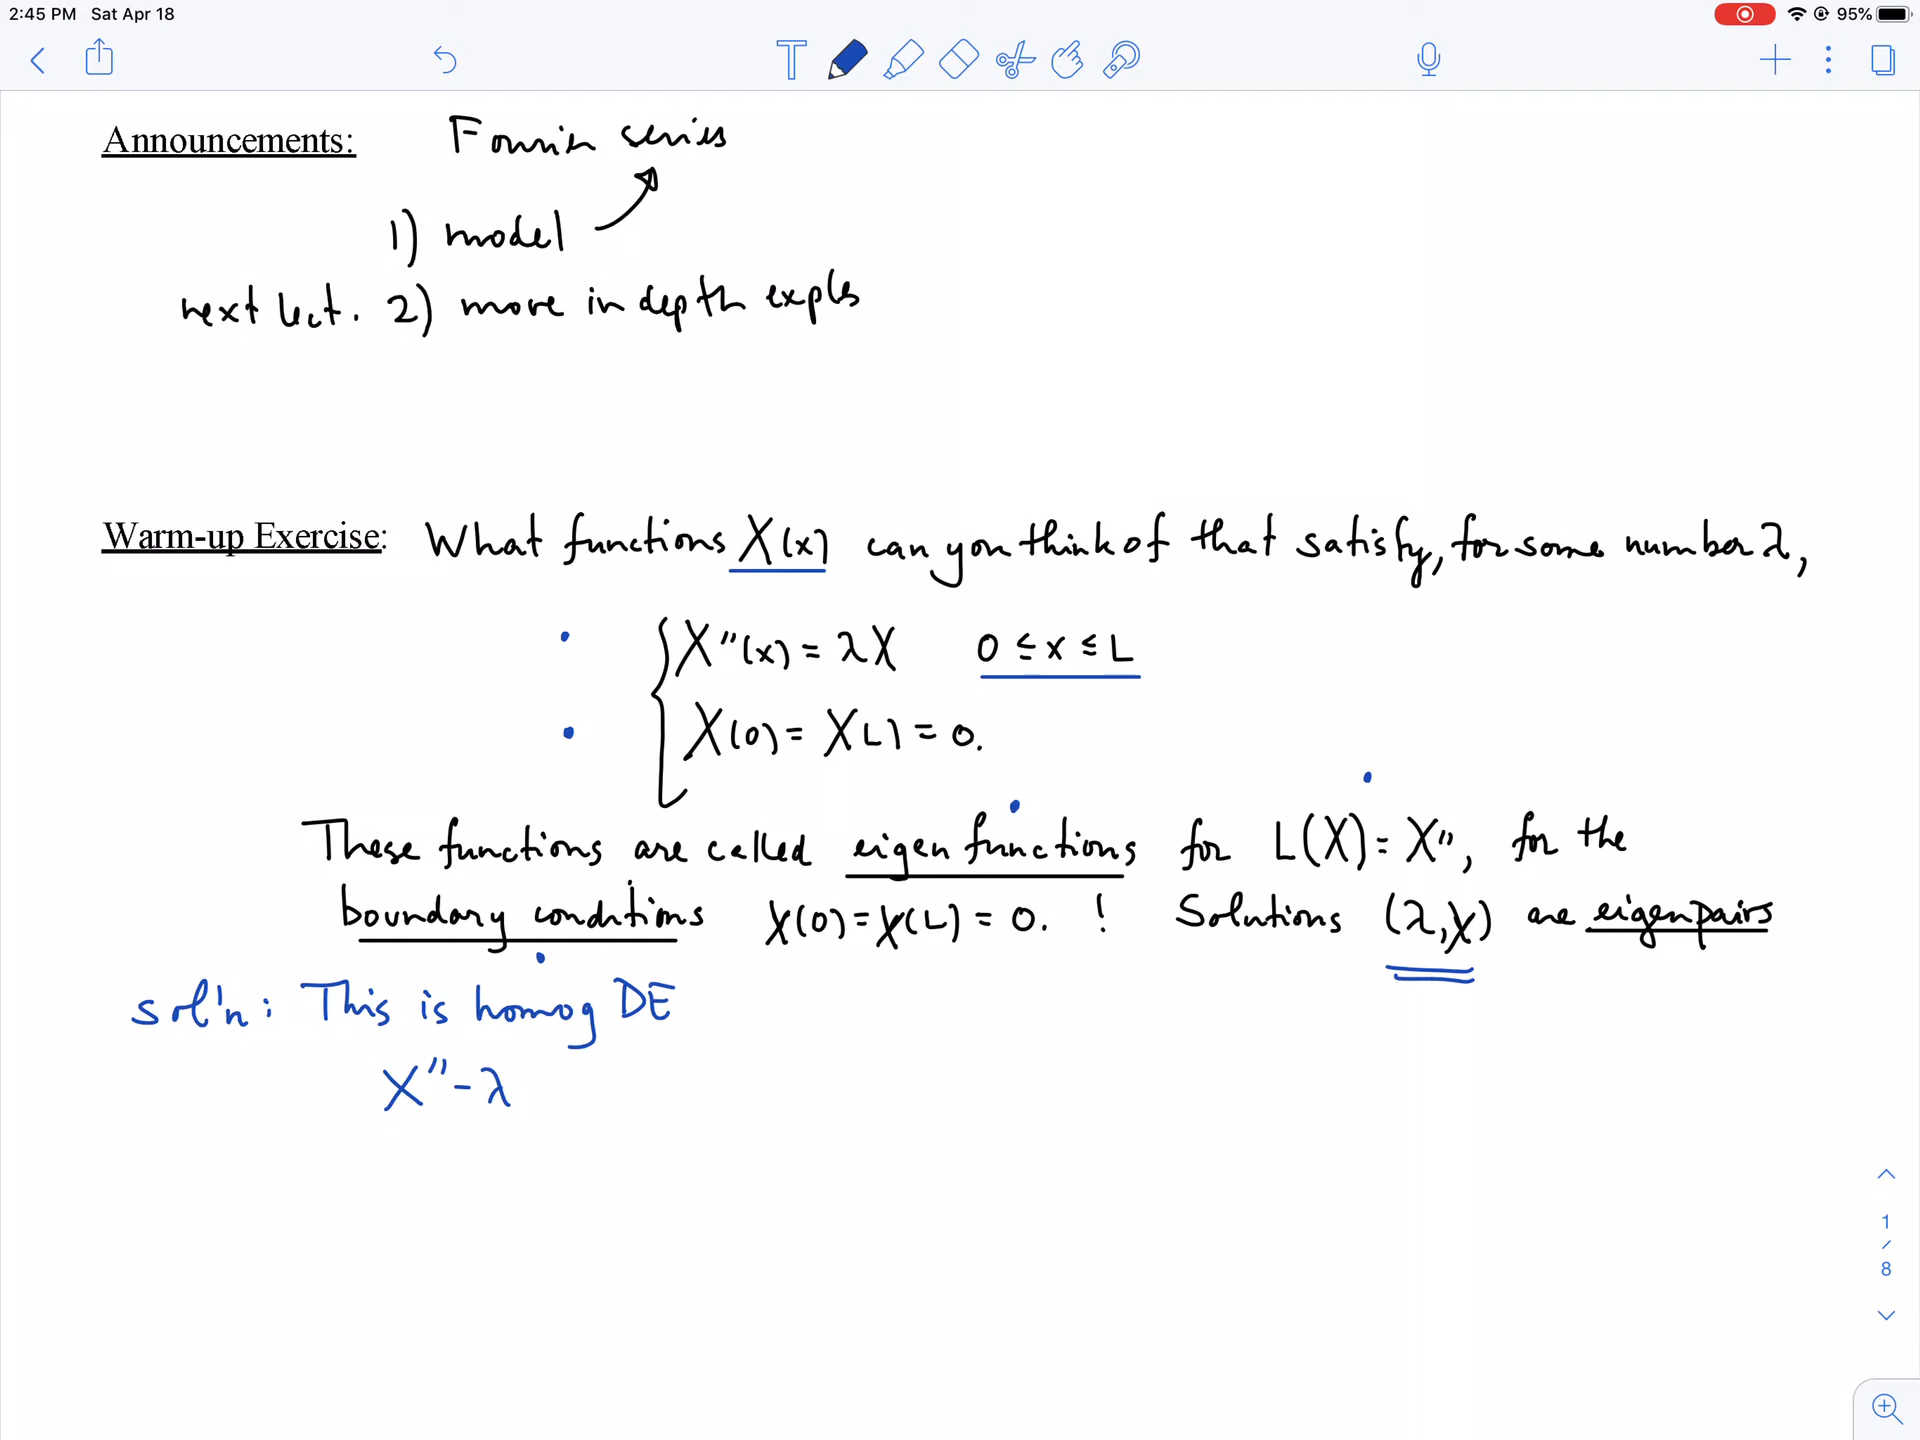 2:45 PM Sat Apr 18
95%
Announcements: Fourier series
1) model
next lect. 2) more in depth exples
Warm-up Exercise: What functions X(x) can you think of that satisfy, for some number λ,
X"(x) = λX 0 ≤ x ≤ L
X(0) = X(L) = 0.
These functions are called eigenfunctions for L(X) = X", for the
boundary conditions X(0) = X(L) = 0. ! Solutions (λ,X) are eigenpairs
sol'n: This is homog DE
X" - λ
1
/
8